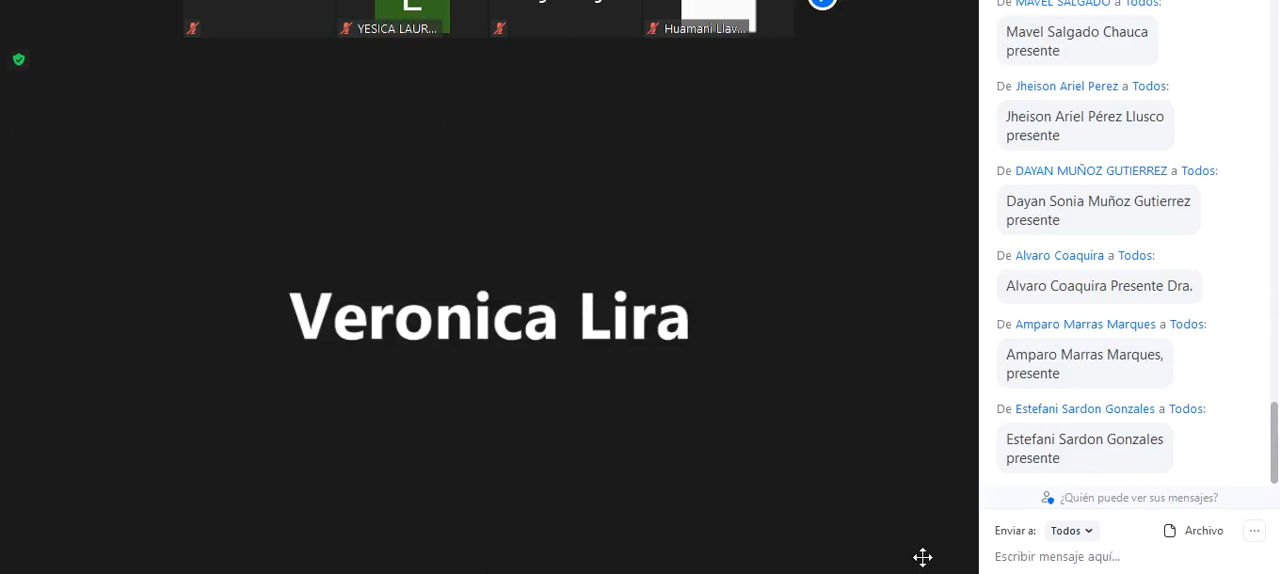 YESICA LAUR...
Huamani Llav...
Veronica Lira
De MAVEL SALGADO a Todos:
Mavel Salgado Chauca
presente
De Jheison Ariel Perez a Todos:
Jheison Ariel Pérez Llusco
presente
De DAYAN MUÑOZ GUTIERREZ a Todos:
Dayan Sonia Muñoz Gutierrez
presente
De Alvaro Coaquira a Todos:
Alvaro Coaquira Presente Dra.
De Amparo Marras Marques a Todos:
Amparo Marras Marques,
presente
De Estefani Sardon Gonzales a Todos:
Estefani Sardon Gonzales
presente
¿Quién puede ver sus mensajes?
Enviar a: Todos Archivo ...
Escribir mensaje aquí...